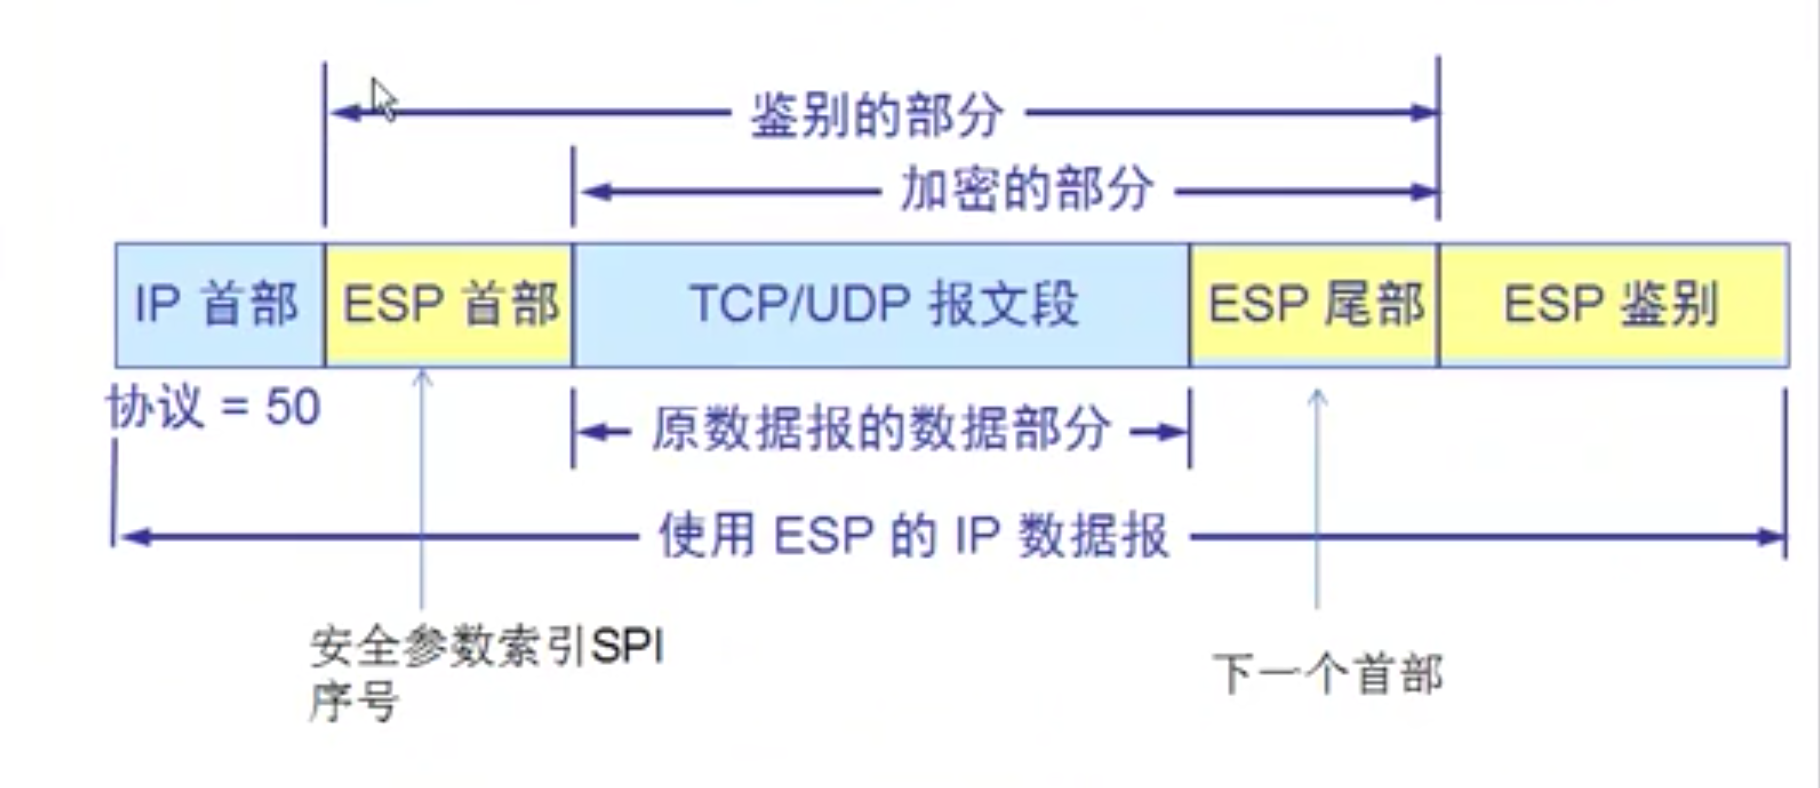 鉴别的部分
加密的部分
IP 首部 ESP 首部 TCP/UDP 报文段 ESP 尾部 ESP 鉴别
协议 = 50
原数据报的数据部分
使用 ESP 的 IP 数据报
安全参数索引SPI
序号
下一个首部